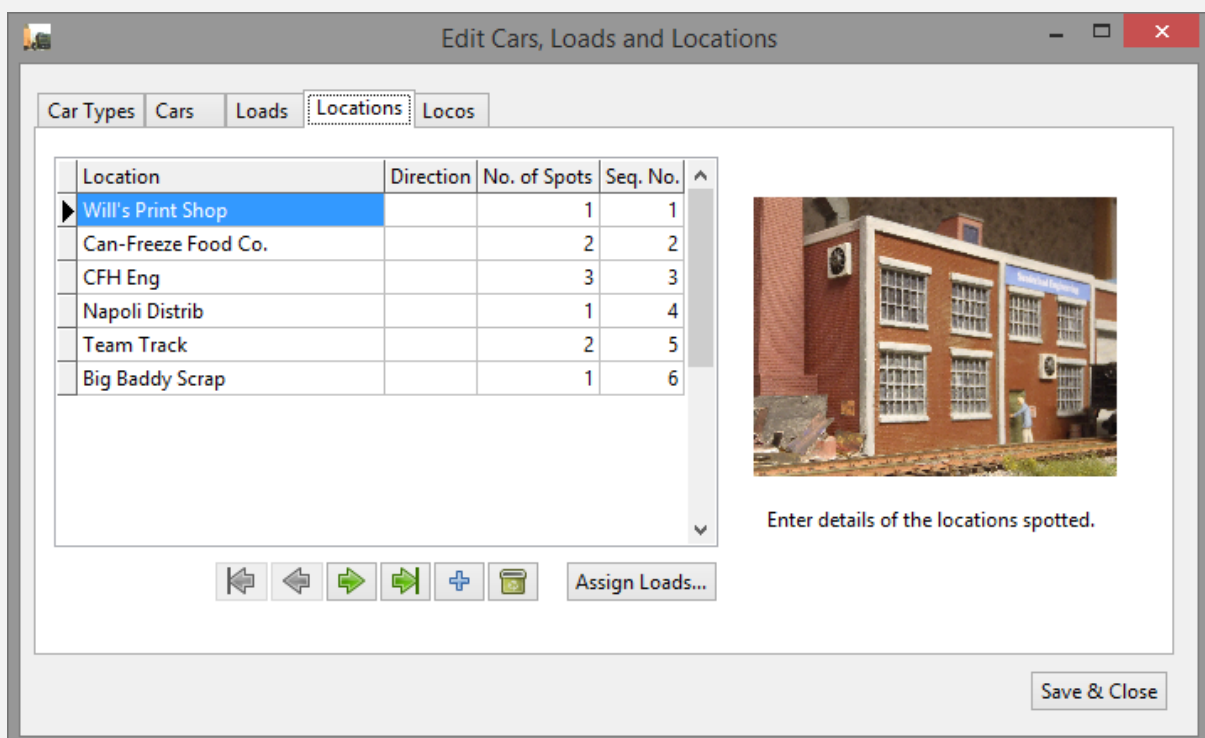 Edit Cars, Loads and Locations
Car Types Cars Loads Locations Locos
Location Direction No. of Spots Seq. No.
Will's Print Shop 1 1
Can-Freeze Food Co. 2 2
CFH Eng 3 3
Napoli Distrib 1 4
Team Track 2 5
Big Baddy Scrap 1 6
Engineering
Enter details of the locations spotted.
Assign Loads...
Save & Close